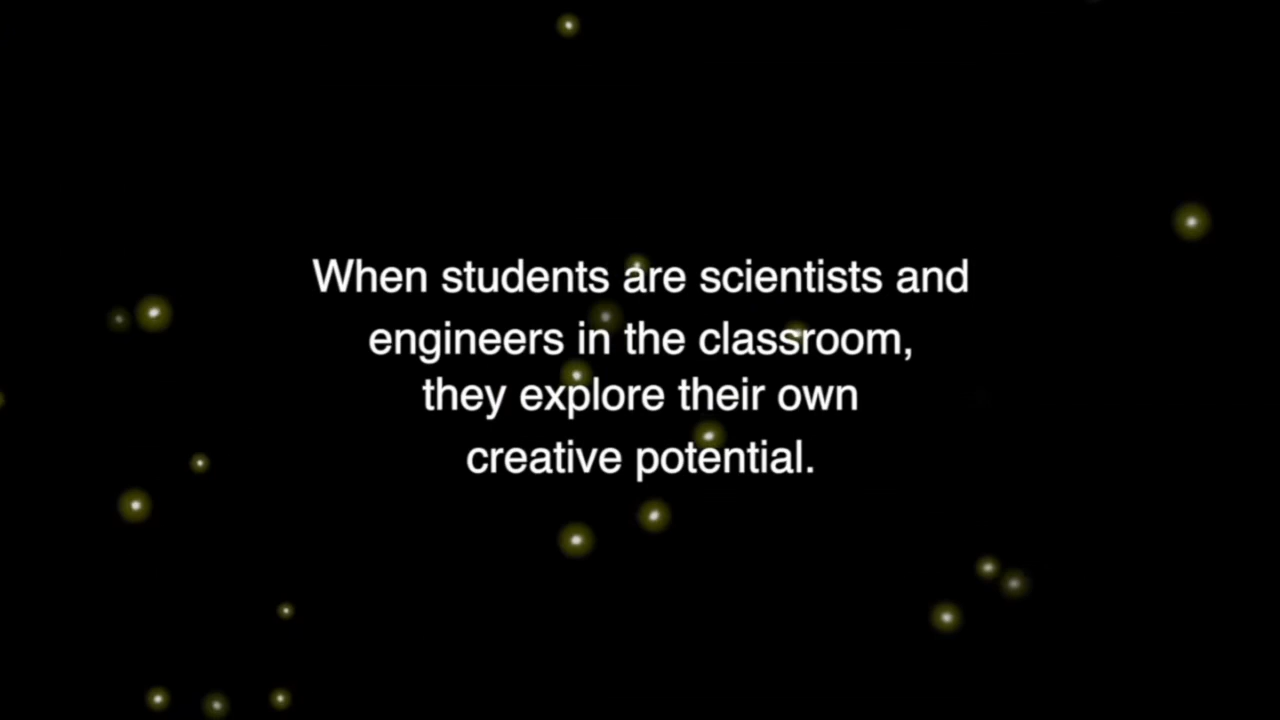 When students are scientists and
engineers in the classroom,
they explore their own
creative potential.